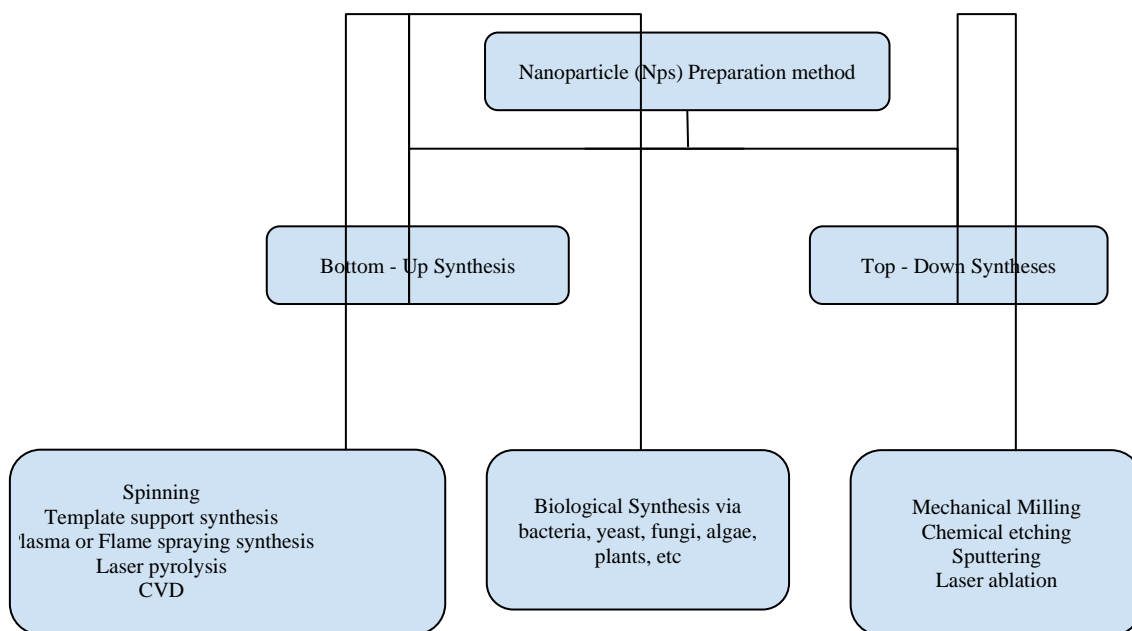 Nanoparticle (Nps) Preparation method
Bottom - Up Synthesis
Top - Down Syntheses
Spinning
Template support synthesis
lasma or Flame spraying synthesis
Laser pyrolysis
CVD
Biological Synthesis via
bacteria, yeast, fungi, algae,
plants, etc
Mechanical Milling
Chemical etching
Sputtering
Laser ablation